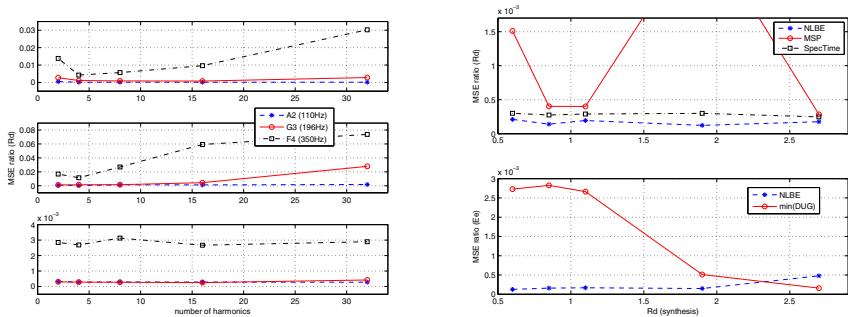 0.03
0.02
0.01
0
0 5 10 15 20 25 30
A2 (110Hz)
G3 (196Hz)
F4 (350Hz)
MSE ratio (Rd)
0.08
0.06
0.04
0.02
0
0 5 10 15 20 25 30
x 10⁻³
4
3
2
1
0
0 5 10 15 20 25 30
number of harmonics
x 10⁻³
MSE ratio (Rd)
1.5
1
0.5
0
0.5 1 1.5 2 2.5
NLBE
MSP
SpecTime
x 10⁻³
MSE ratio (Ee)
3
2.5
2
1.5
1
0.5
0
0.5 1 1.5 2 2.5
Rd (synthesis)
NLBE
min(DUG)